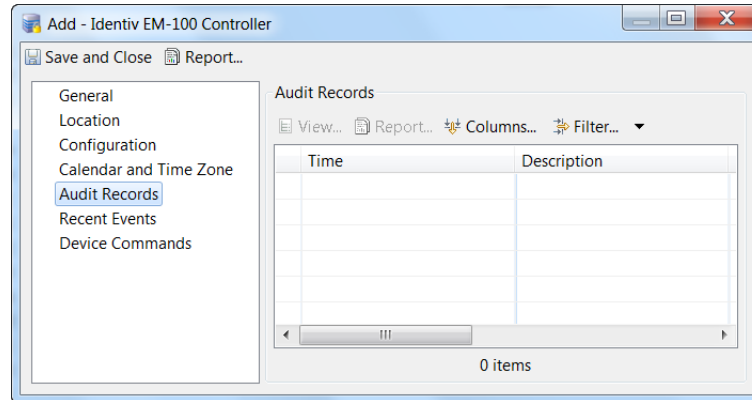 Add - Identiv EM-100 Controller
Save and Close Report...
General
Location
Configuration
Calendar and Time Zone
Audit Records
Recent Events
Device Commands
Audit Records
View... Report... Columns... Filter...
Time Description
0 items